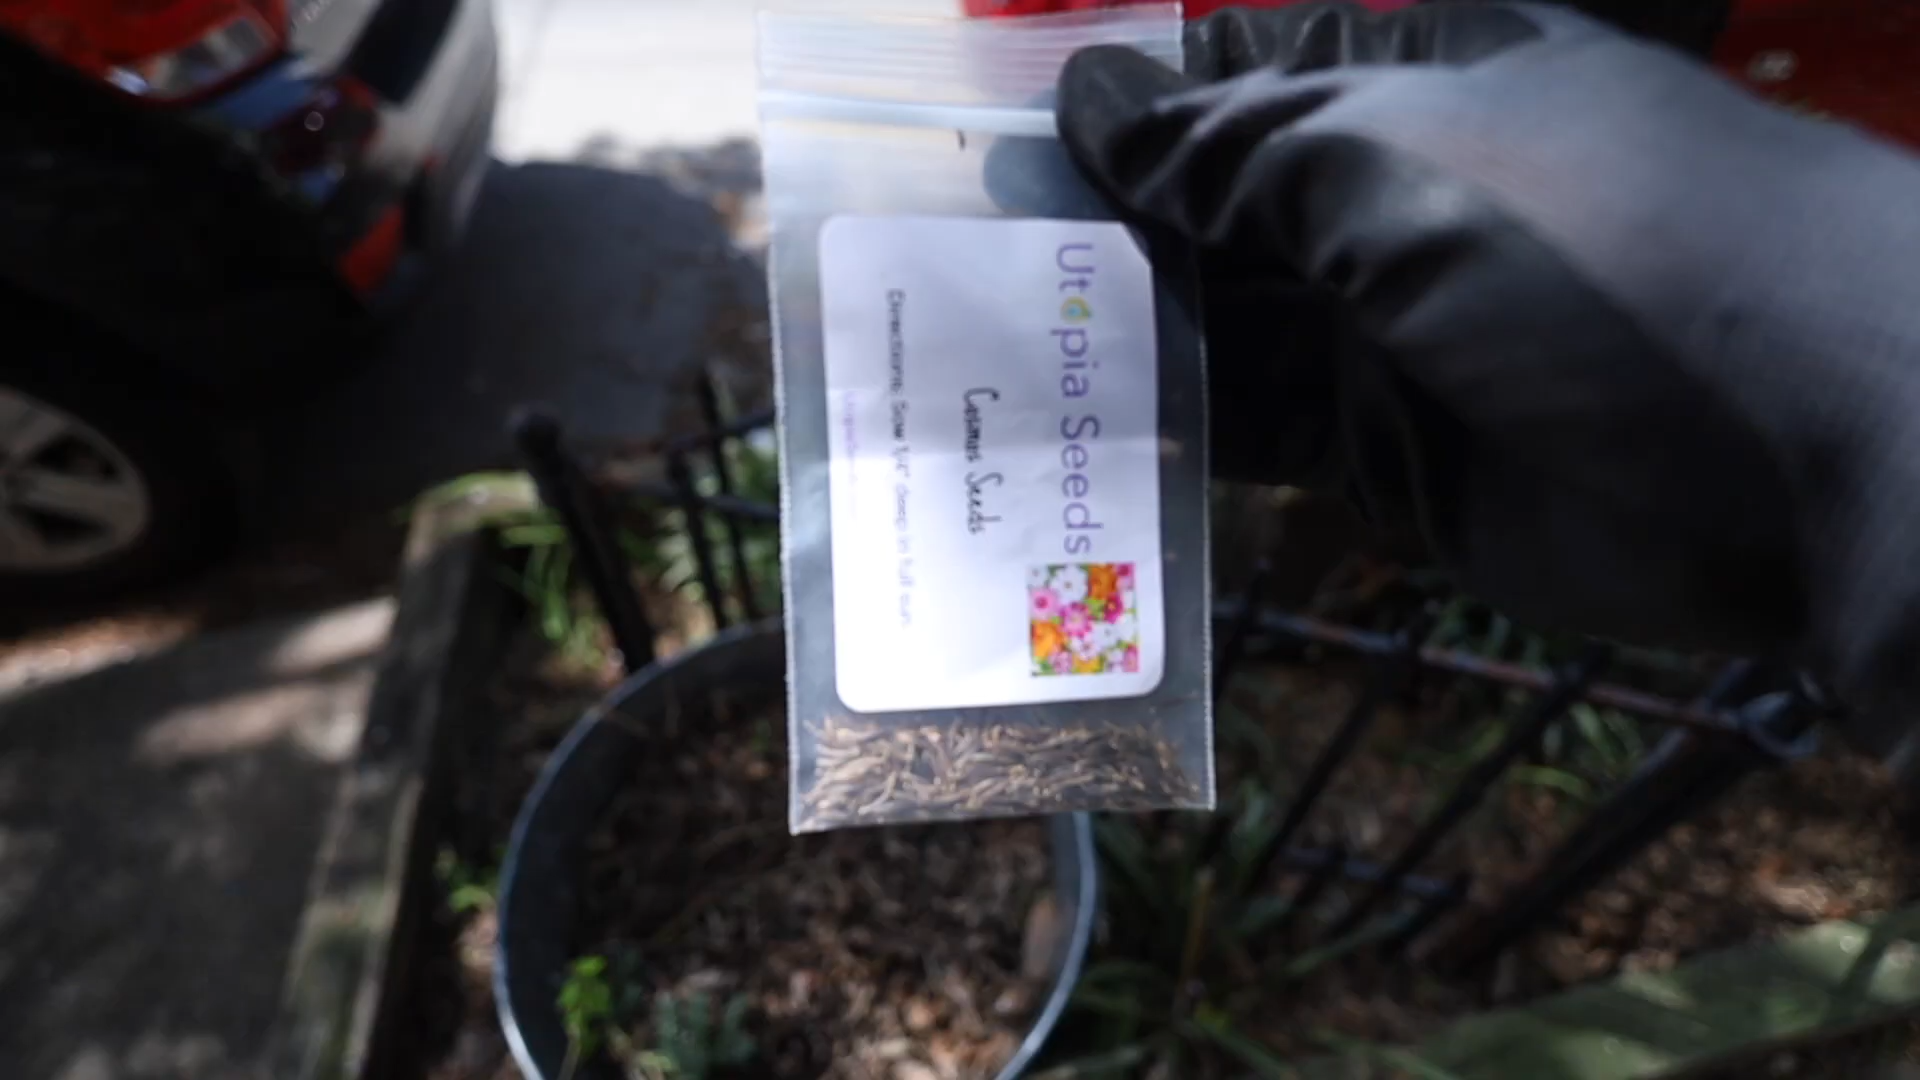 Utopia Seeds
Cosmos Seeds
Directions: Sow 1/4" deep in full sun